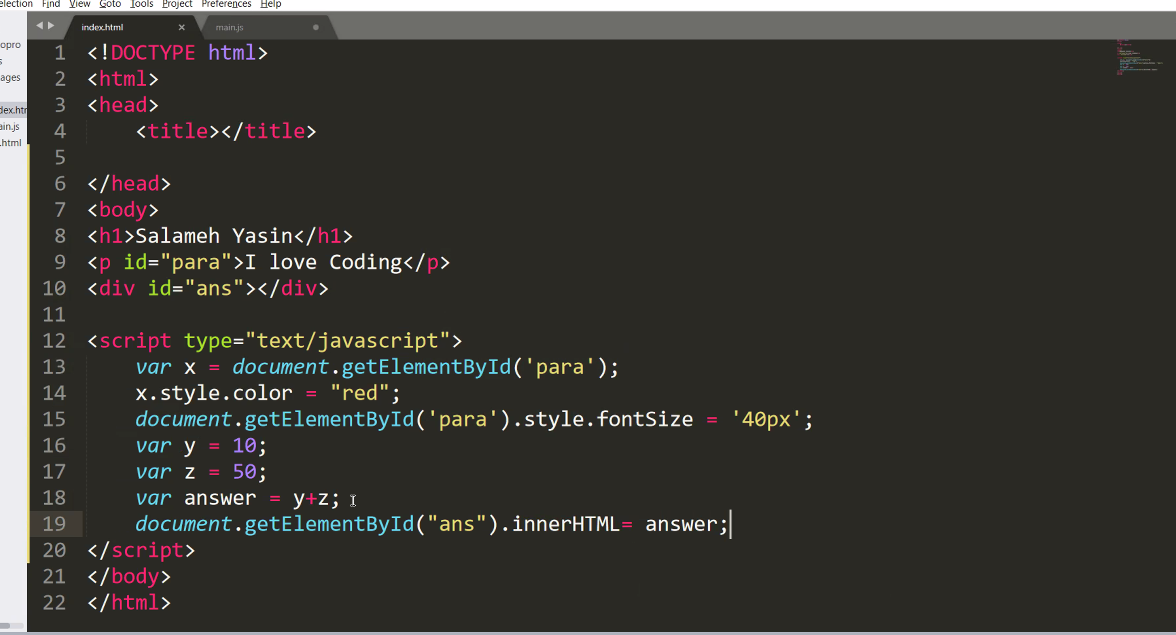 election Find View Goto Tools Project Preferences Help
index.html × main.js
opro
s
ages
dex.htm
ain.js
.html
1 <!DOCTYPE html>
2 <html>
3 <head>
4 <title></title>
5
6 </head>
7 <body>
8 <h1>Salameh Yasin</h1>
9 <p id="para">I love Coding</p>
10 <div id="ans"></div>
11
12 <script type="text/javascript">
13 var x = document.getElementById('para');
14 x.style.color = "red";
15 document.getElementById('para').style.fontSize = '40px';
16 var y = 10;
17 var z = 50;
18 var answer = y+z;
19 document.getElementById("ans").innerHTML= answer;
20 </script>
21 </body>
22 </html>